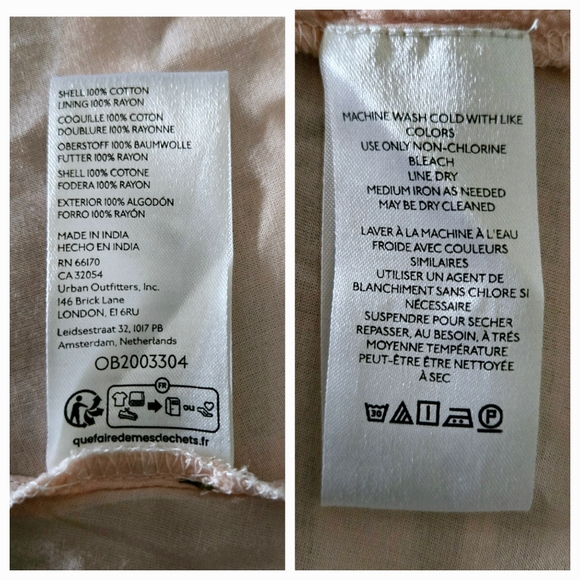 SHELL 100% COTTON
LINING 100% RAYON
COQUILLE 100% COTON
DOUBLURE 100% RAYONNE
OBERSTOFF 100% BAUMWOLLE
FUTTER 100% RAYON
SHELL 100% COTONE
FODERA 100% RAYON
EXTERIOR 100% ALGODÓN
FORRO 100% RAYÓN
MADE IN INDIA
HECHO EN INDIA
RN 66170
CA 32054
Urban Outfitters, Inc.
146 Brick Lane
LONDON, E1 6RU
Leidsestraat 32, 1017 PB
Amsterdam, Netherlands
OB2003304
FR
ou
quefairedemesdechets.fr
MACHINE WASH COLD WITH LIKE
COLORS
USE ONLY NON-CHLORINE
BLEACH
LINE DRY
MEDIUM IRON AS NEEDED
MAY BE DRY CLEANED
LAVER À LA MACHINE À L'EAU
FROIDE AVEC COULEURS
SIMILAIRES
UTILISER UN AGENT DE
BLANCHIMENT SANS CHLORE SI
NÉCESSAIRE
SUSPENDRE POUR SECHER
REPASSER, AU BESOIN, À TRÉS
MOYENNE TEMPÉRATURE
PEUT-ÊTRE ÊTRE NETTOYÉE
À SEC
30 P